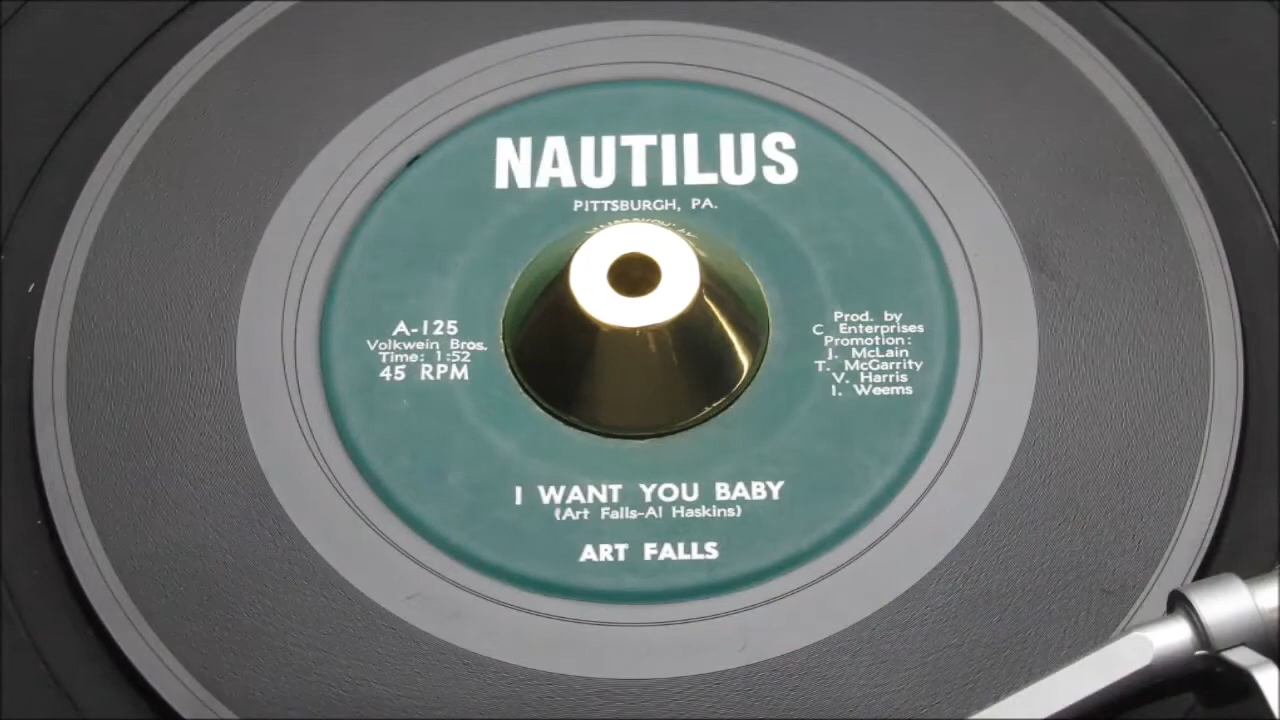 NAUTILUS
PITTSBURGH, PA.
A-125
Volkwein Bros.
Time: 1:52
45 RPM
Prod. by
C Enterprises
Promotion:
J. McLain
T. McGarrity
V. Harris
I. Weems
I WANT YOU BABY
(Art Falls-Al Haskins)
ART FALLS